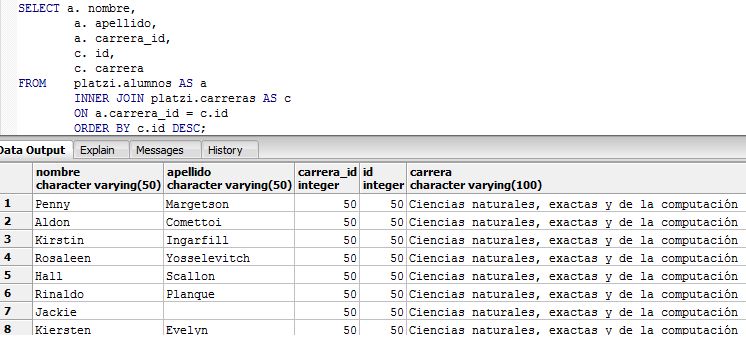 SELECT a. nombre,
a. apellido,
a. carrera_id,
c. id,
c. carrera
FROM platzi.alumnos AS a
INNER JOIN platzi.carreras AS c
ON a.carrera_id = c.id
ORDER BY c.id DESC;
Data Output Explain Messages History
nombre apellido carrera_id id carrera
character varying(50) character varying(50) integer integer character varying(100)
1 Penny Margetson 50 50 Ciencias naturales, exactas y de la computación
2 Aldon Comettoi 50 50 Ciencias naturales, exactas y de la computación
3 Kirstin Ingarfill 50 50 Ciencias naturales, exactas y de la computación
4 Rosaleen Yosselevitch 50 50 Ciencias naturales, exactas y de la computación
5 Hall Scallon 50 50 Ciencias naturales, exactas y de la computación
6 Rinaldo Planque 50 50 Ciencias naturales, exactas y de la computación
7 Jackie 50 50 Ciencias naturales, exactas y de la computación
8 Kiersten Evelyn 50 50 Ciencias naturales, exactas y de la computación